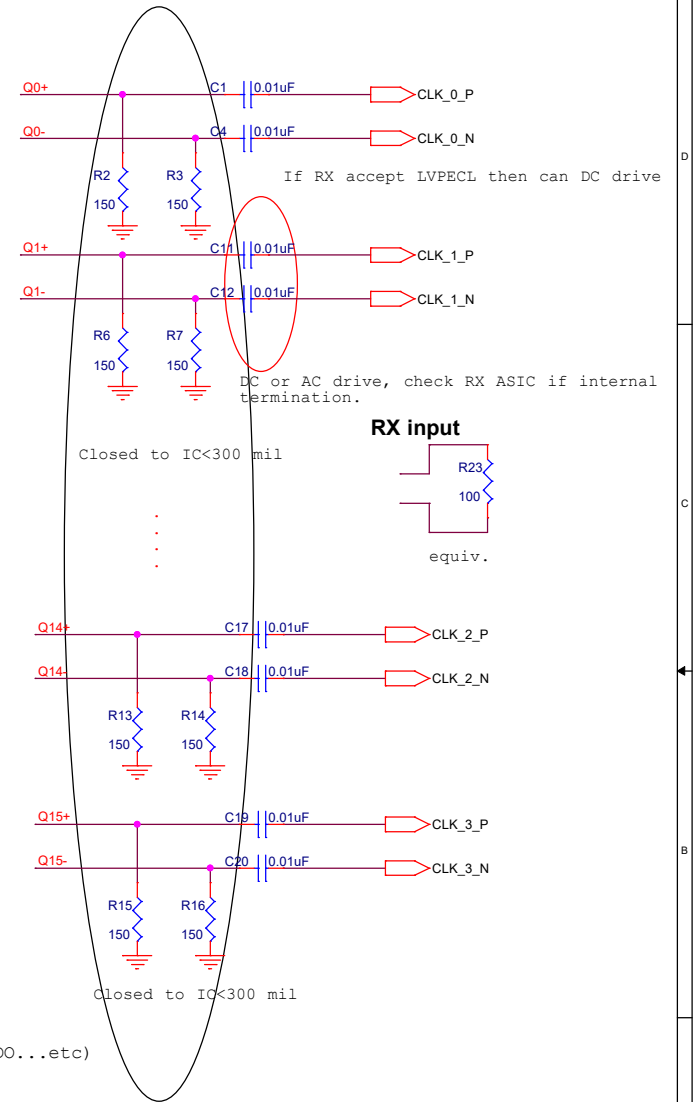 Q0+ C1 0.01uF CLK_0_P
Q0- C4 0.01uF CLK_0_N
D
R2 R3 If RX accept LVPECL then can DC drive
150 150
Q1+ C11 0.01uF CLK_1_P
Q1- C12 0.01uF CLK_1_N
R6 R7
150 150
DC or AC drive, check RX ASIC if internal
termination.
RX input
Closed to IC<300 mil
R23
100
C
equiv.
Q14+ C17 0.01uF CLK_2_P
Q14- C18 0.01uF CLK_2_N
R13 R14
150 150
Q15+ C19 0.01uF CLK_3_P
B
Q15- C20 0.01uF CLK_3_N
R15 R16
150 150
Closed to IC<300 mil
DO...etc)